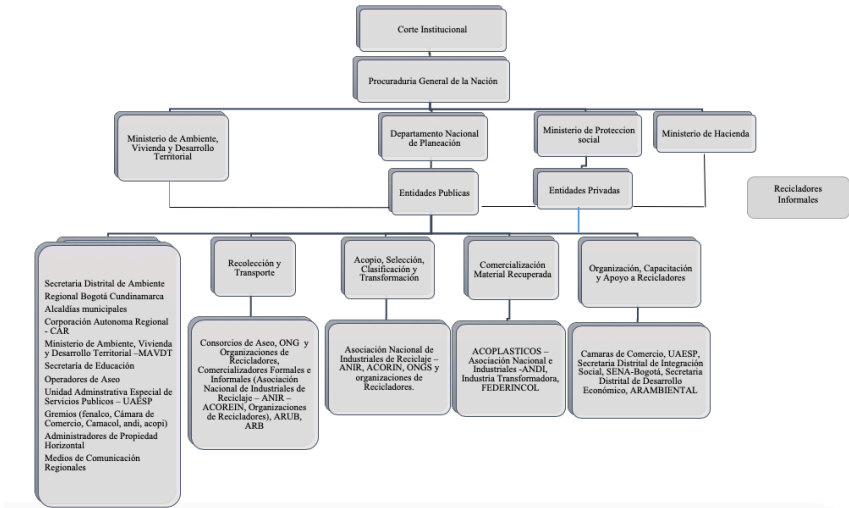 Corte Institucional
Procuraduria General de la Nación
Ministerio de Ambiente,
Vivienda y Desarrollo
Territorial
Departamento Nacional
de Planeación
Ministerio de Proteccion
social
Ministerio de Hacienda
Entidades Publicas
Entidades Privadas
Recicladores
Informales
Secretaria Distrital de Ambiente
Regional Bogotá Cundinamarca
Alcaldías municipales
Corporación Autonoma Regional
- CAR
Ministerio de Ambiente, Vivienda
y Desarrollo Territorial –MAVDT
Secretaría de Educación
Operadores de Aseo
Unidad Adminstrativa Especial de
Servicios Publicos – UAESP
Gremios (fenalco, Cámara de
Comercio, Camacol, andi, acopi)
Administradores de Propiedad
Horizontal
Medios de Comunicación
Regionales
Recolección y
Transporte
Consorcios de Aseo, ONG y
Organizaciones de
Recicladores,
Comercializadores Formales e
Informales (Asociación
Nacional de Industriales de
Reciclaje – ANIR –
ACOREIN, Organizaciones
de Recicladores), ARUB,
ARB
Acopio, Selección,
Clasificación y
Transformación
Asociación Nacional de
Industriales de Reciclaje -
ANIR, ACORIN, ONGS y
organizaciones de
Recicladores.
Comercialización
Material Recuperada
ACOPLASTICOS –
Asociación Nacional e
Industriales -ANDI,
Industria Transformadora,
FEDERINCOL
Organización, Capacitación
y Apoyo a Recicladores
Camaras de Comercio, UAESP,
Secretaria Distrital de Integración
Social, SENA-Bogotá, Secretaria
Distrital de Desarrollo
Económico, ARAMBIENTAL